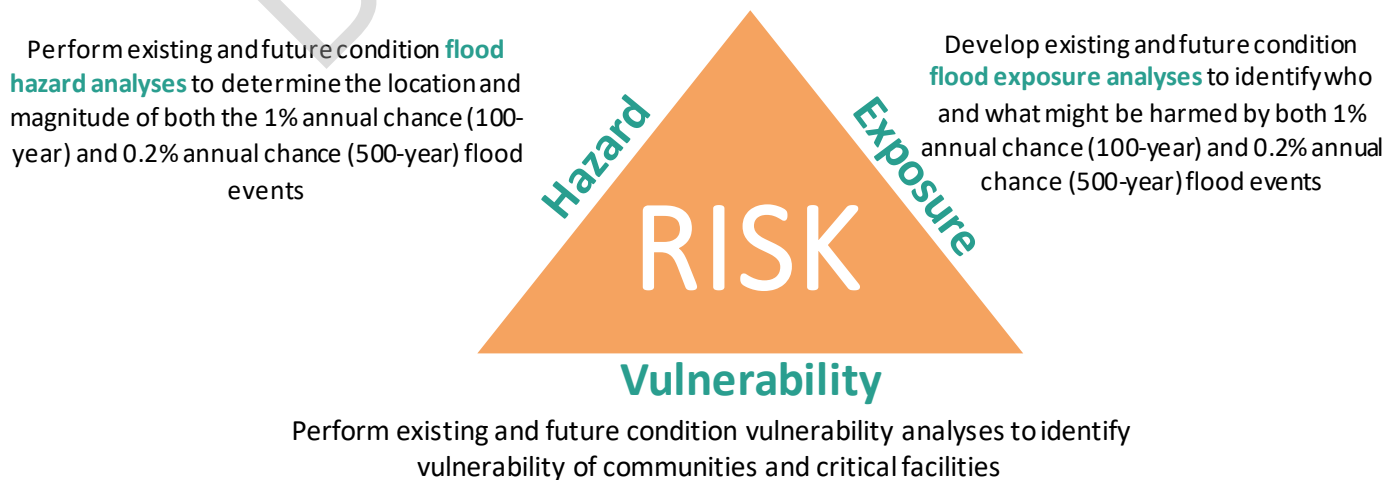 Perform existing and future condition flood
hazard analyses to determine the location and
magnitude of both the 1% annual chance (100-
year) and 0.2% annual chance (500-year) flood
events
Hazard
RISK
Exposure
Develop existing and future condition
flood exposure analyses to identify who
and what might be harmed by both 1%
annual chance (100-year) and 0.2% annual
chance (500-year) flood events
Vulnerability
Perform existing and future condition vulnerability analyses to identify
vulnerability of communities and critical facilities